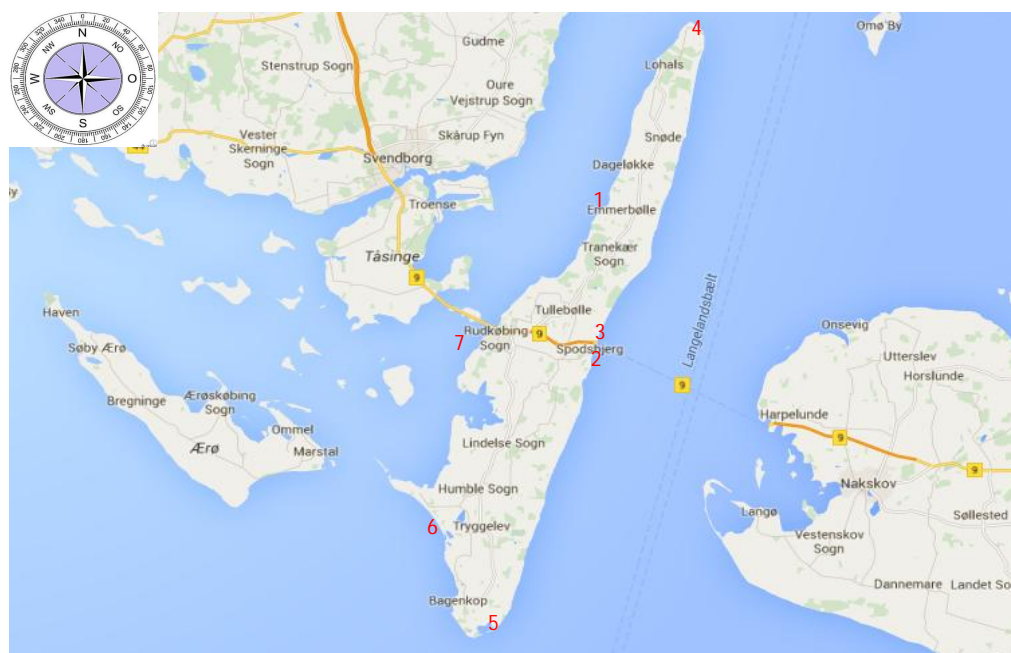 N
NO
O
SO
S
SW
W
NW
4
Omø By
Gudme
Stenstrup Sogn
Lohals
Oure
Vejstrup Sogn
Skårup Fyn
Snøde
Vester
Skerninge
Sogn
Svendborg
Dageløkke
Troense
1
Emmerbølle
Tranekær
Sogn
Tåsinge
9
Langelandsbælt
Haven
Tullebølle
Onsevig
Rudkøbing
Sogn
9
3
7
Spodsbjerg
2
Søby Ærø
Utterslev
Horslunde
9
Bregninge
Ærøskøbing
Sogn
Harpelunde
Ommel
9
Ærø
Marstal
Lindelse Sogn
9
Nakskov
Humble Sogn
Langø
Søllested
6
Tryggelev
Vestenskov
Sogn
Dannemare
Landet So
Bagenkop
5